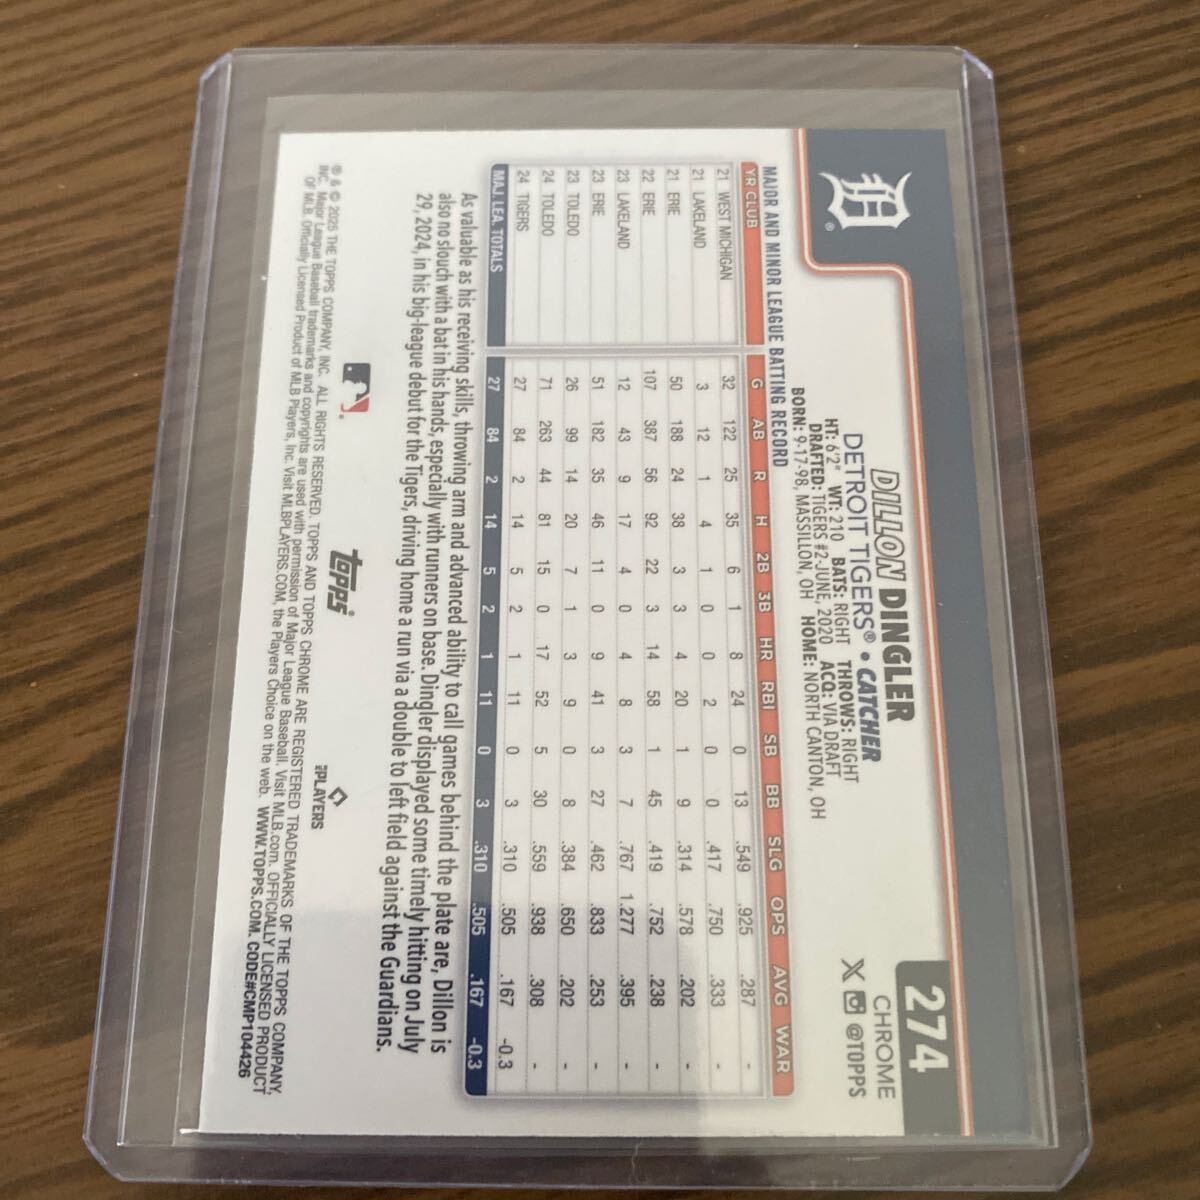 274
CHROME
@TOPPS
DILLON DINGLER
DETROIT TIGERS® • CATCHER
HT: 6'2" WT: 210 BATS: RIGHT THROWS: RIGHT
DRAFTED: TIGERS #2-JUNE, 2020 ACQ: VIA DRAFT
BORN: 9-17-98, MASSILLON, OH HOME: NORTH CANTON, OH
MAJOR AND MINOR LEAGUE BATTING RECORD
YR CLUB G AB R H 2B 3B HR RBI SB BB SLG OPS AVG WAR
21 WEST MICHIGAN 32 122 25 35 6 1 8 24 0 13 .549 .925 .287 -
21 LAKELAND 3 12 1 4 1 0 0 2 0 0 .417 .750 .333 -
21 ERIE 50 188 24 38 3 3 4 20 1 9 .314 .578 .202 -
22 ERIE 107 387 56 92 22 3 14 58 1 45 .419 .752 .238 -
23 LAKELAND 12 43 9 17 4 0 4 8 3 7 .767 1.277 .395 -
23 ERIE 51 182 35 46 11 0 9 41 3 27 .462 .833 .253 -
23 TOLEDO 26 99 14 20 7 1 3 9 0 8 .384 .650 .202 -
24 TOLEDO 71 263 44 81 15 0 17 52 5 30 .559 .938 .308 -
24 TIGERS 27 84 2 14 5 2 1 11 0 3 .310 .505 .167 -0.3
MAJ. LEA. TOTALS 27 84 2 14 5 2 1 11 0 3 .310 .505 .167 -0.3
As valuable as his receiving skills, throwing arm and advanced ability to call games behind the plate are, Dillon is
also no slouch with a bat in his hands, especially with runners on base. Dingler displayed some timely hitting on July
29, 2024, in his big-league debut for the Tigers, driving home a run via a double to left field against the Guardians.
topps®
PLAYERS
® & © 2025 THE TOPPS COMPANY, INC. ALL RIGHTS RESERVED. TOPPS AND TOPPS CHROME ARE REGISTERED TRADEMARKS OF THE TOPPS COMPANY,
INC. Major League Baseball trademarks and copyrights are used with permission of Major League Baseball. Visit MLB.com. OFFICIALLY LICENSED PRODUCT
OF MLB. Officially Licensed Product of MLB Players, Inc. Visit MLBPLAYERS.COM, the Players Choice on the web. WWW.TOPPS.COM. CODE#CMP104426